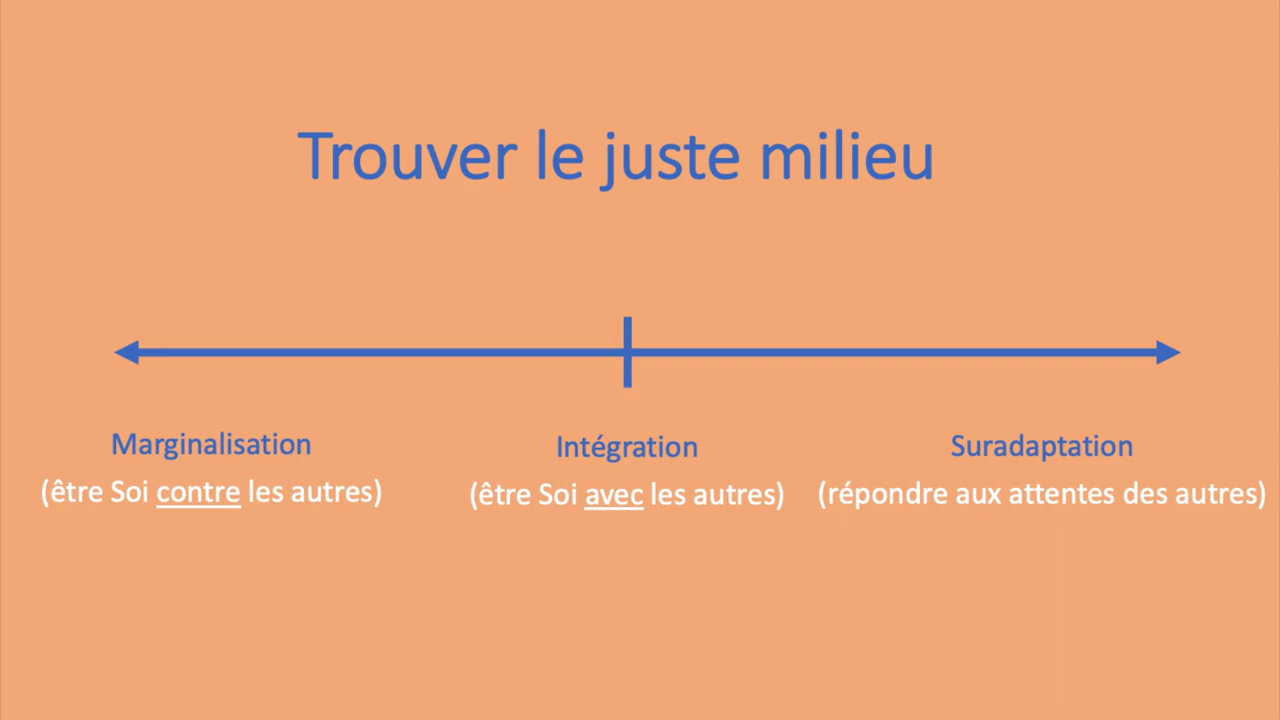 Trouver le juste milieu
Marginalisation
(être Soi contre les autres)
Intégration
(être Soi avec les autres)
Suradaptation
(répondre aux attentes des autres)